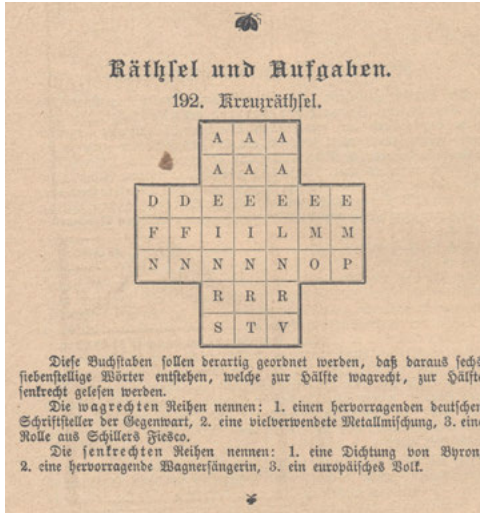 Räthsel und Aufgaben.
192. Kreuzräthsel.
A A A
A A A
D D E E E E E
F F I I L M M
N N N N N O P
R R R
S T V
Diese Buchstaben sollen derartig geordnet werden, daß daraus sechs
siebenstellige Wörter entstehen, welche zur Hälfte wagrecht, zur Hälfte
senkrecht gelesen werden.
Die wagrechten Reihen nennen: 1. einen hervorragenden deutschen
Schriftsteller der Gegenwart, 2. eine vielverwendete Metallmischung, 3. eine
Rolle aus Schillers Fiesco.
Die senkrechten Reihen nennen: 1. eine Dichtung von Byron,
2. eine hervorragende Wagnersängerin, 3. ein europäisches Volk.